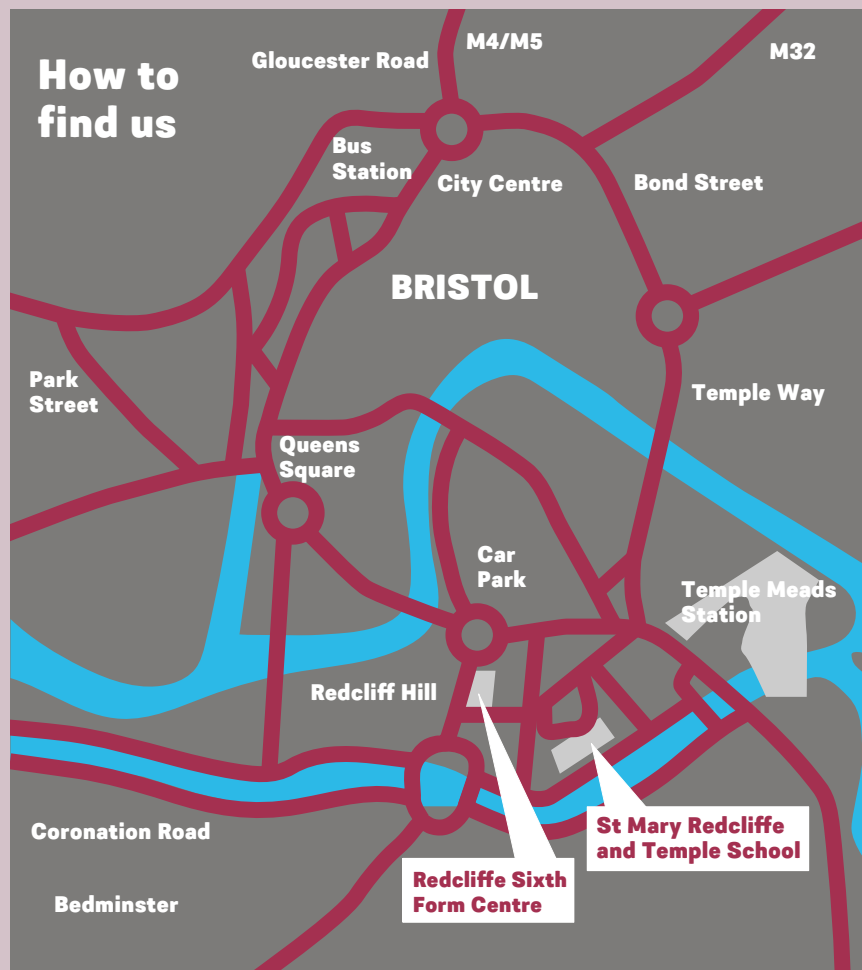 How to
find us
Gloucester Road
M4/M5
M32
Bus
Station
City Centre
Bond Street
BRISTOL
Park
Street
Temple Way
Queens
Square
Car
Park
Temple Meads
Station
Redcliff Hill
Coronation Road
St Mary Redcliffe
and Temple School
Redcliffe Sixth
Form Centre
Bedminster